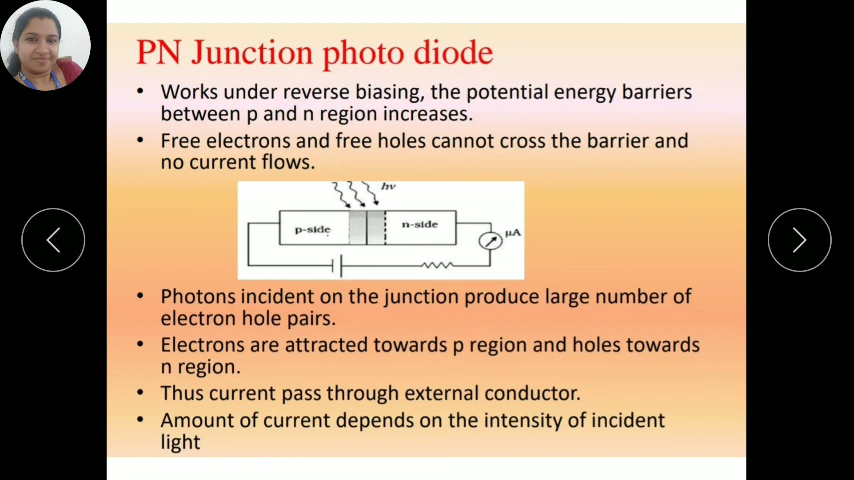 PN Junction photo diode
• Works under reverse biasing, the potential energy barriers
between p and n region increases.
• Free electrons and free holes cannot cross the barrier and
no current flows.
hν
p-side
n-side
μA
• Photons incident on the junction produce large number of
electron hole pairs.
• Electrons are attracted towards p region and holes towards
n region.
• Thus current pass through external conductor.
• Amount of current depends on the intensity of incident
light